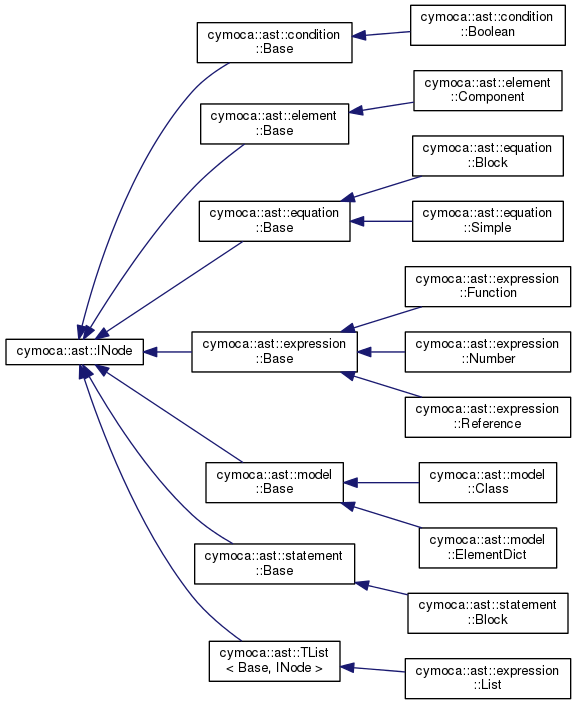 cymoca::ast::condition
::Base
cymoca::ast::condition
::Boolean
cymoca::ast::element
::Base
cymoca::ast::element
::Component
cymoca::ast::equation
::Base
cymoca::ast::equation
::Block
cymoca::ast::equation
::Simple
cymoca::ast::expression
::Function
cymoca::ast::INode
cymoca::ast::expression
::Base
cymoca::ast::expression
::Number
cymoca::ast::expression
::Reference
cymoca::ast::model
::Base
cymoca::ast::model
::Class
cymoca::ast::model
::ElementDict
cymoca::ast::statement
::Base
cymoca::ast::statement
::Block
cymoca::ast::TList
< Base, INode >
cymoca::ast::expression
::List